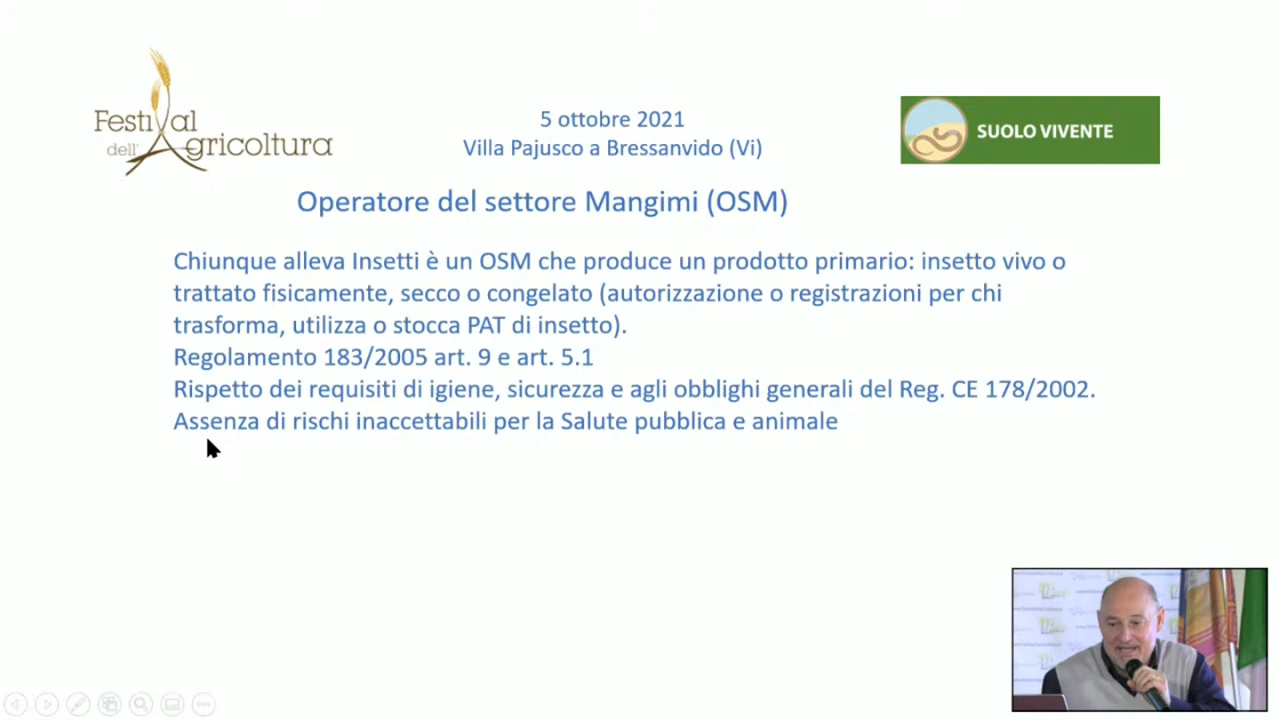 Festival
dell'Agricoltura
5 ottobre 2021
Villa Pajusco a Bressanvido (Vi)
SUOLO VIVENTE
Operatore del settore Mangimi (OSM)
Chiunque alleva Insetti è un OSM che produce un prodotto primario: insetto vivo o
trattato fisicamente, secco o congelato (autorizzazione o registrazioni per chi
trasforma, utilizza o stocca PAT di insetto).
Regolamento 183/2005 art. 9 e art. 5.1
Rispetto dei requisiti di igiene, sicurezza e agli obblighi generali del Reg. CE 178/2002.
Assenza di rischi inaccettabili per la Salute pubblica e animale